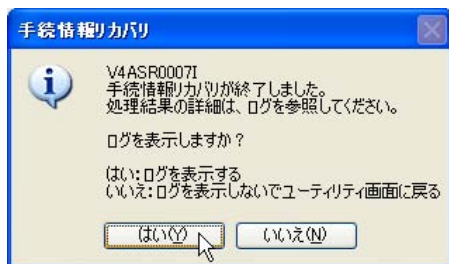 手続情報リカバリ
V4ASR0007I
手続情報リカバリが終了しました。
処理結果の詳細は、ログを参照してください。
ログを表示しますか？
はい:ログを表示する
いいえ:ログを表示しないでユーティリティ画面に戻る
はい(Y)
いいえ(N)